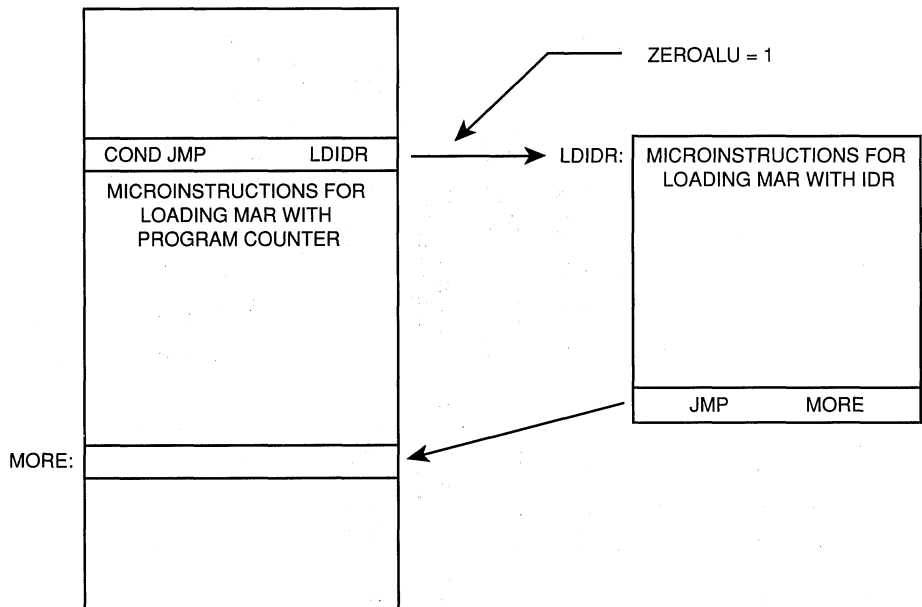 ZEROALU = 1
COND JMP LDIDR
LDIDR:
MICROINSTRUCTIONS FOR
LOADING MAR WITH IDR
MICROINSTRUCTIONS FOR
LOADING MAR WITH
PROGRAM COUNTER
JMP MORE
MORE: